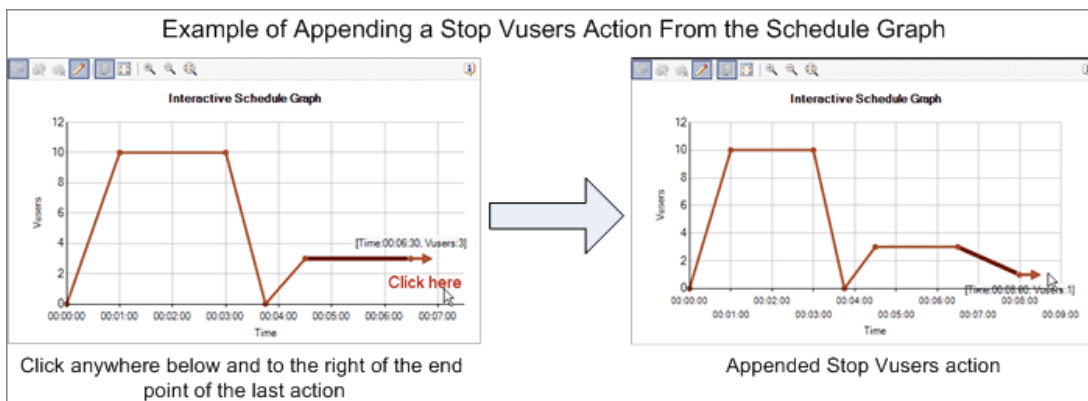 Example of Appending a Stop Vusers Action From the Schedule Graph
Interactive Schedule Graph
12
10
8
6
4
2
0
Vusers
[Time:00:06:30, Vusers:3]
Click here
00:00:00 00:01:00 00:02:00 00:03:00 00:04:00 00:05:00 00:06:00 00:07:00
Time
Click anywhere below and to the right of the end
point of the last action
Interactive Schedule Graph
12
10
8
6
4
2
0
Vusers
[Time:00:08:00, Vusers:1]
00:00:00 00:02:00 00:04:00 00:06:00 00:08:00
00:01:00 00:03:00 00:05:00 00:07:00 00:09:00
Time
Appended Stop Vusers action